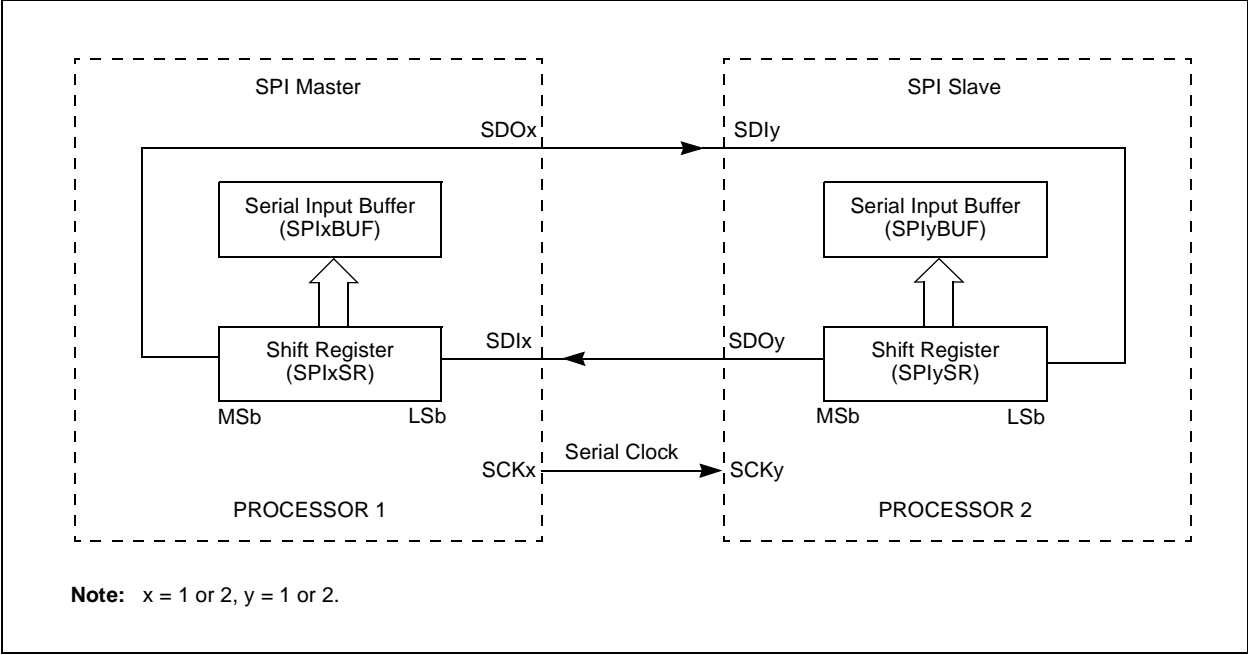 SPI Master
SPI Slave
SDOx
SDIy
Serial Input Buffer
(SPIxBUF)
Serial Input Buffer
(SPIyBUF)
SDIx
SDOy
Shift Register
(SPIxSR)
Shift Register
(SPIySR)
MSb
LSb
MSb
LSb
Serial Clock
SCKx
SCKy
PROCESSOR 1
PROCESSOR 2
Note: x = 1 or 2, y = 1 or 2.